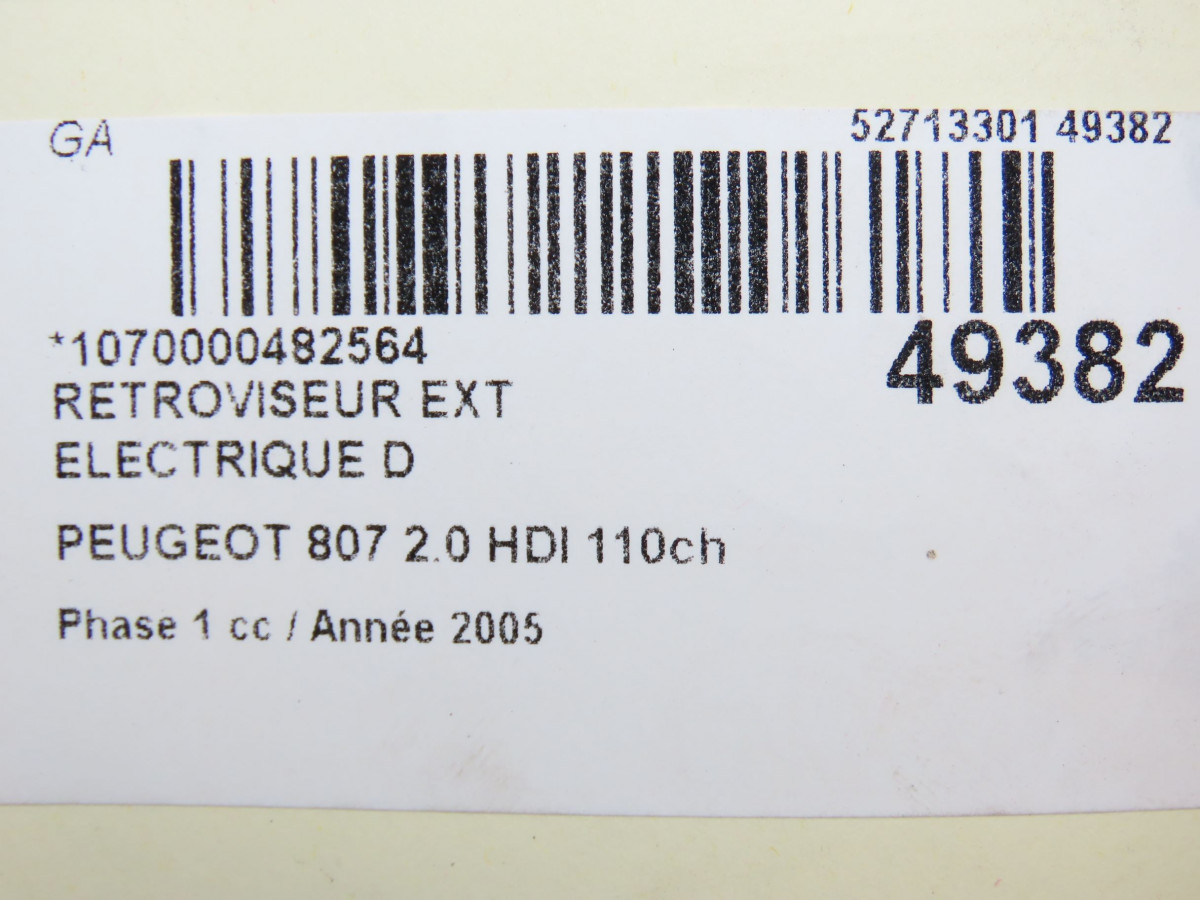 GA
52713301 49382
*1070000482564
49382
RETROVISEUR EXT
ELECTRIQUE D
PEUGEOT 807 2.0 HDI 110ch
Phase 1 cc / Année 2005